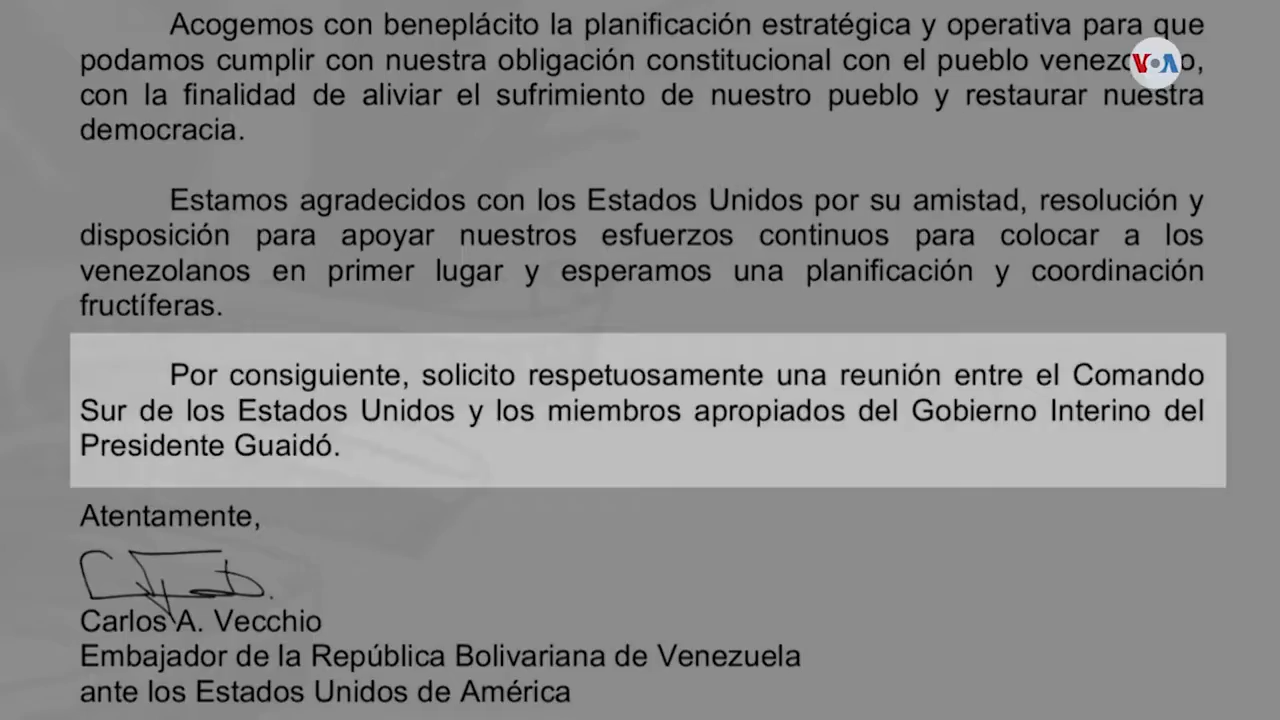 Acogemos con beneplácito la planificación estratégica y operativa para que
podamos cumplir con nuestra obligación constitucional con el pueblo
con la finalidad de aliviar el sufrimiento de nuestro pueblo y restaurar nuestra
democracia.
Estamos agradecidos con los Estados Unidos por su amistad, resolución y
disposición para apoyar nuestros esfuerzos continuos para colocar a los
venezolanos en primer lugar y esperamos una planificación y coordinación
fructíferas.
Por consiguiente, solicito respetuosamente una reunión entre el Comando
Sur de los Estados Unidos y los miembros apropiados del Gobierno Interino del
Presidente Guaidó.
Atentamente,
Carlos A. Vecchio
Embajador de la República Bolivariana de Venezuela
ante los Estados Unidos de América
VOA